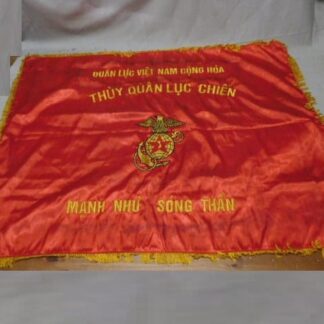 QUÂN LỰC VIỆT NAM CỘNG HÒA
THỦY QUÂN LỤC CHIẾN
MẠNH NHƯ SÓNG THẦN